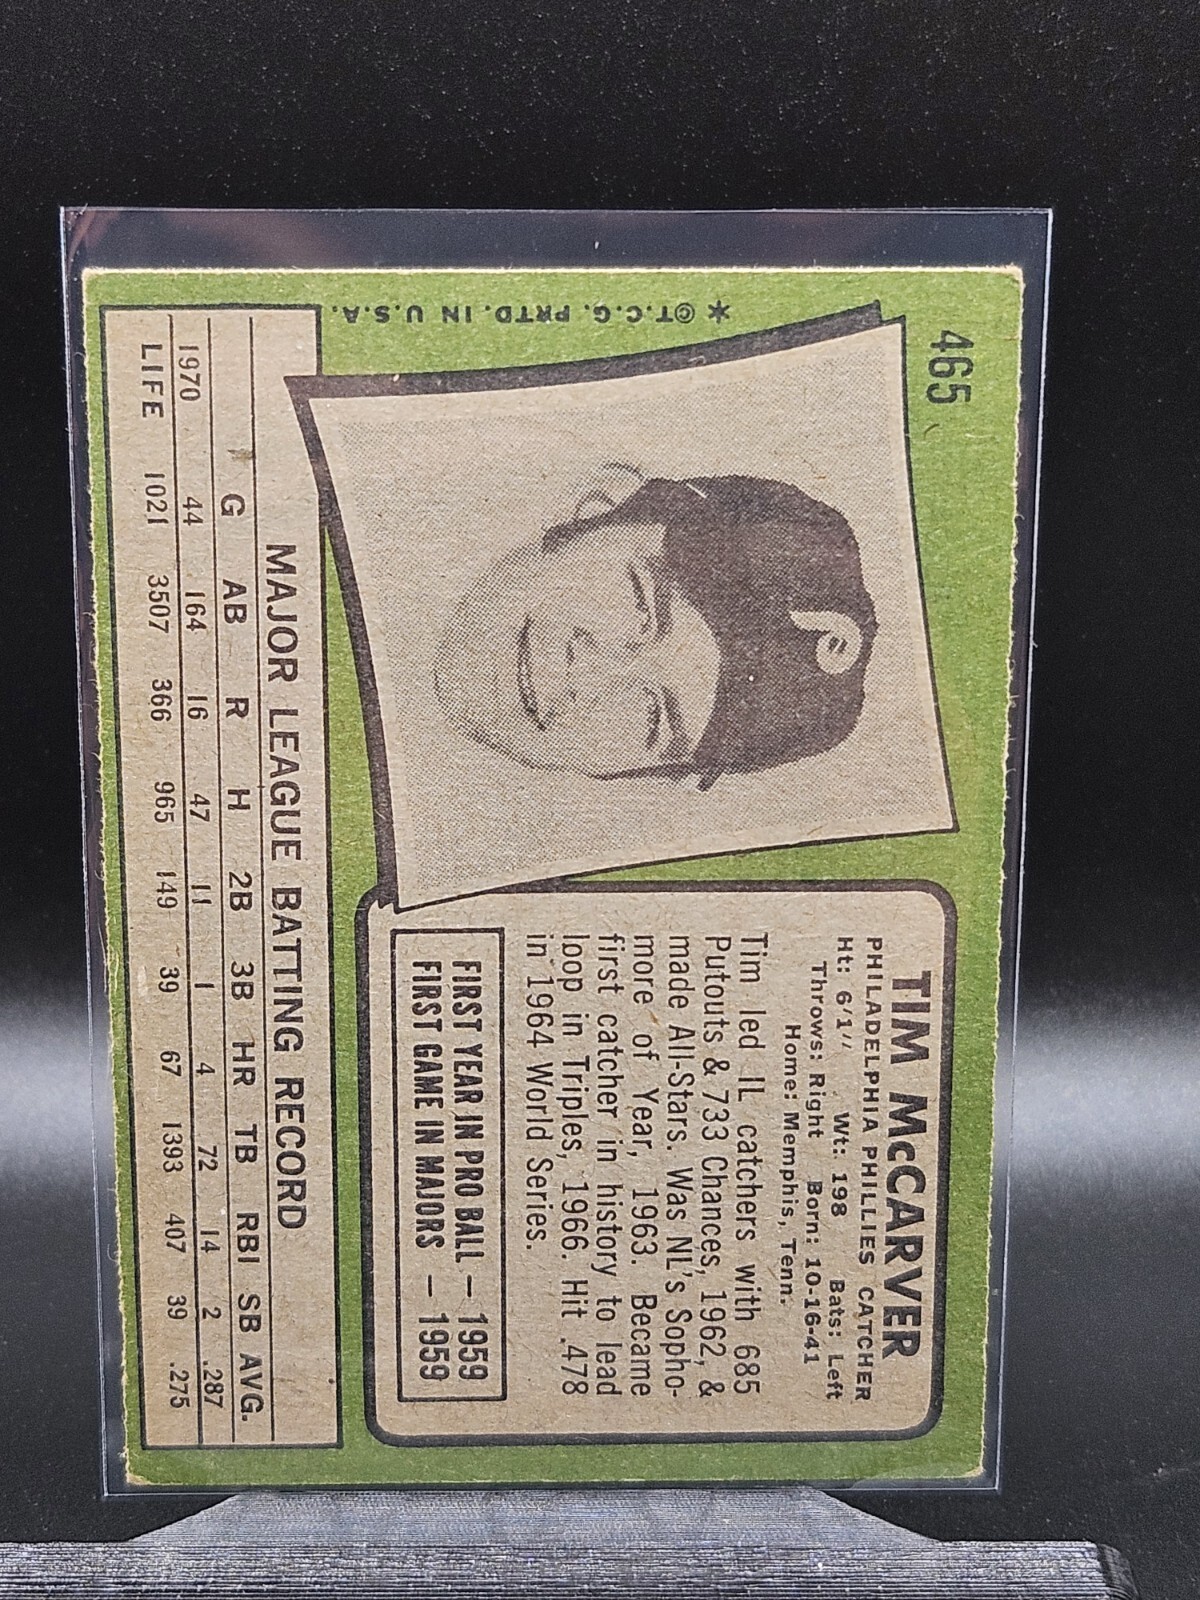 465
TIM McCARVER
PHILADELPHIA PHILLIES CATCHER
Ht: 6'1" Wt: 198 Bats: Left
Throws: Right Born: 10-16-41
Home: Memphis, Tenn.
Tim led IL catchers with 685
Putouts & 733 Chances, 1962, &
made All-Stars. Was NL's Sopho-
more of Year, 1963. Became
first catcher in history to lead
loop in Triples, 1966. Hit .478
in 1964 World Series.
FIRST YEAR IN PRO BALL — 1959
FIRST GAME IN MAJORS — 1959
*©T.C.G. PRTD. IN U.S.A.
MAJOR LEAGUE BATTING RECORD
G AB R H 2B 3B HR TB RBI SB AVG.
1970 44 164 16 47 11 1 4 72 14 2 .287
LIFE 1021 3507 366 965 149 39 67 1393 407 39 .275